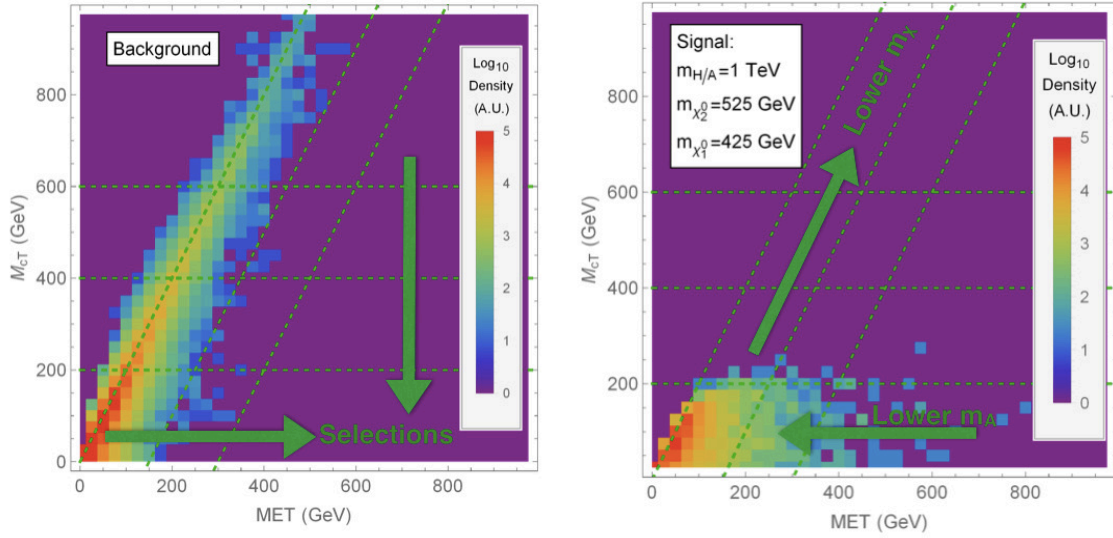 Background
Log10
Density
(A.U.)
5
4
3
2
1
0
Selections
800
600
400
200
0
McT (GeV)
0
200
400
600
800
MET (GeV)
Signal:
mH/A=1 TeV
mχ20=525 GeV
mχ10=425 GeV
Lower mχ
Log10
Density
(A.U.)
5
4
3
2
1
0
Lower mA
800
600
400
200
0
McT (GeV)
0
200
400
600
800
MET (GeV)